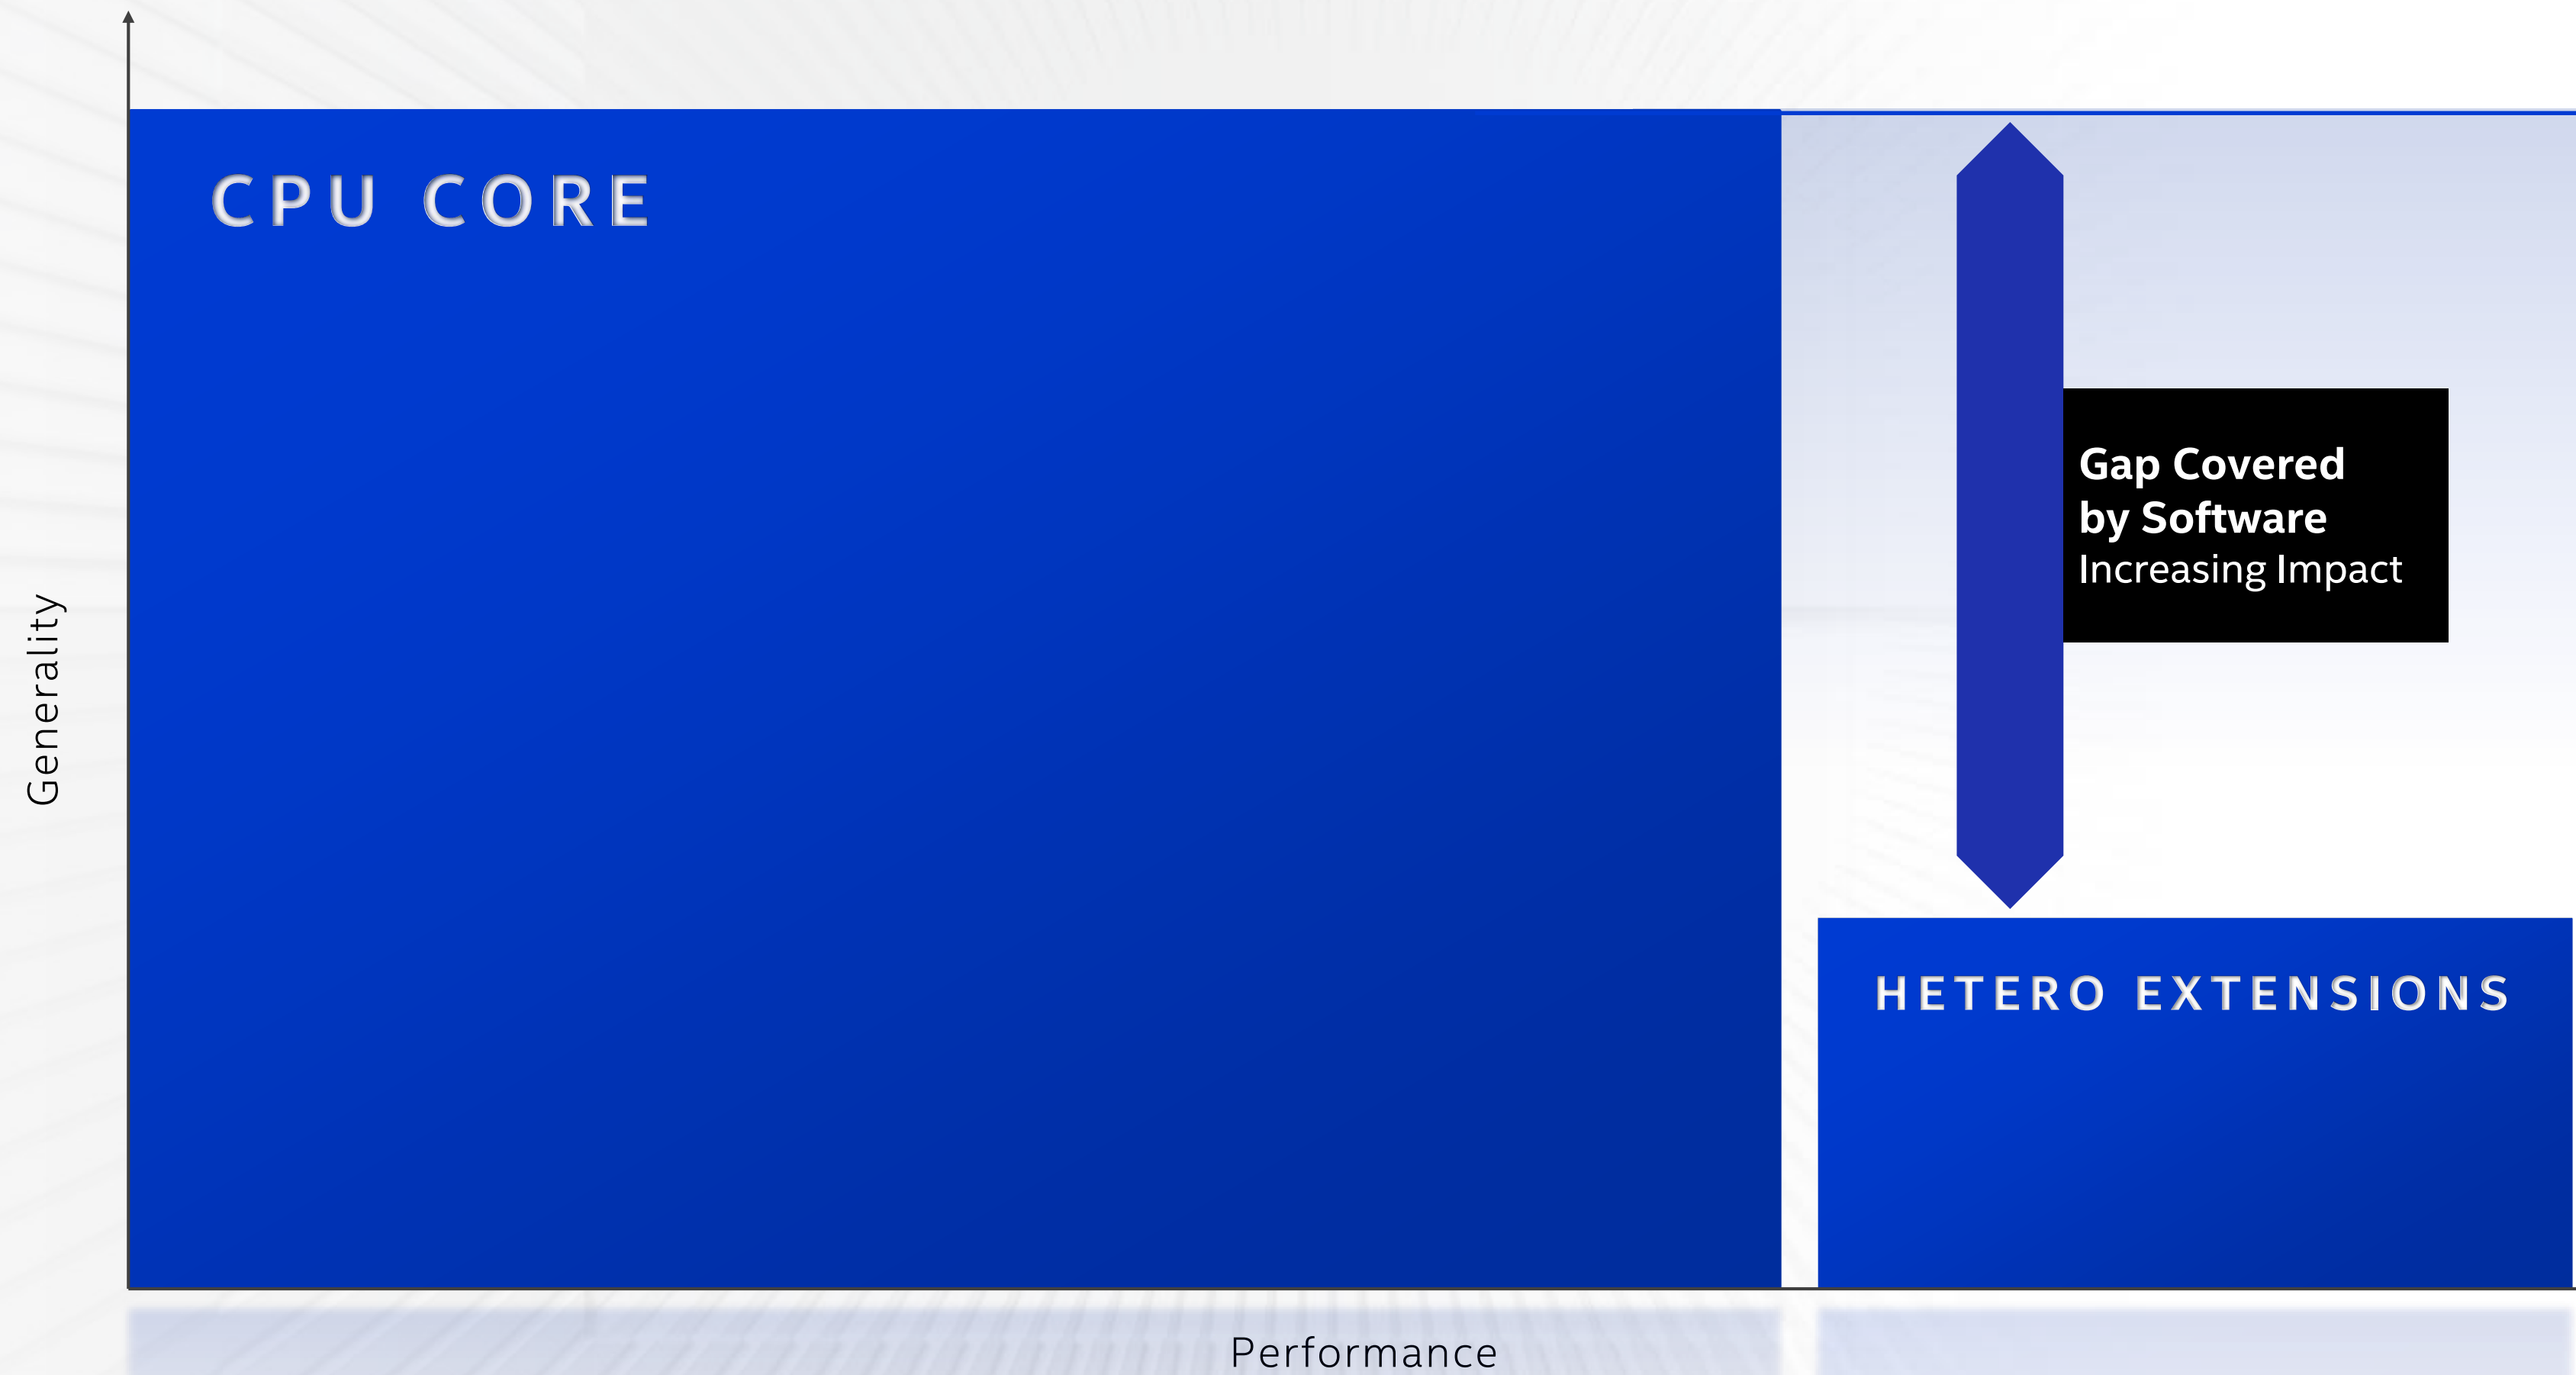 CPU CORE
Gap Covered
by Software
Increasing Impact
Generality
HETERO EXTENSIONS
Performance